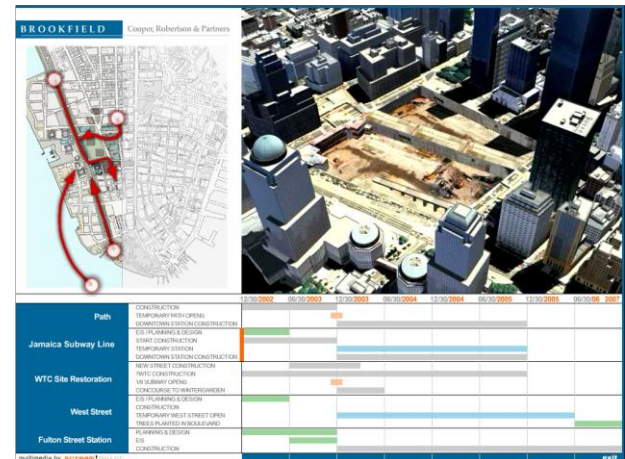 BROOKFIELD Cooper, Robertson & Partners
12/30/2002 06/30/2003 12/30/2003 06/30/2004 12/30/2004 06/30/2005 12/30/2005 06/30/06 2007
Path
CONSTRUCTION
TEMPORARY PATH OPENS
DOWNTOWN STATION CONSTRUCTION
Jamaica Subway Line
EIS / PLANNING & DESIGN
START CONSTRUCTION
TEMPORARY STATION
DOWNTOWN STATION CONSTRUCTION
WTC Site Restoration
NEW STREET CONSTRUCTION
7WTC CONSTRUCTION
1/9 SUBWAY OPENS
CONCOURSE TO WINTERGARDEN
West Street
EIS / PLANNING & DESIGN
CONSTRUCTION
TEMPORARY WEST STREET OPEN
TREES PLANTED IN BOULEVARD
Fulton Street Station
PLANNING & DESIGN
EIS
CONSTRUCTION
multimedia by
exit